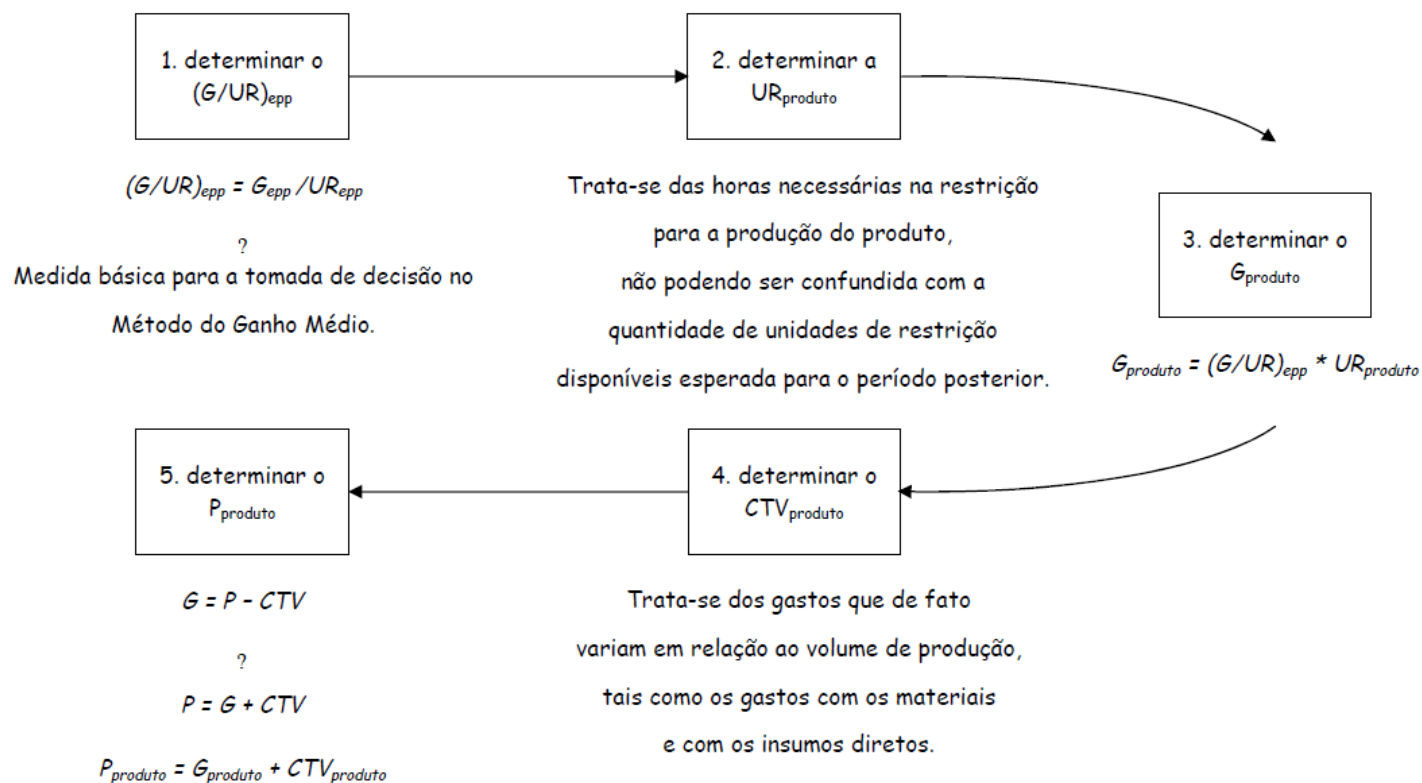 1. determinar o
(G/UR)epp
(G/UR)epp = Gepp /URepp
?
Medida básica para a tomada de decisão no
Método do Ganho Médio.
2. determinar a
URproduto
Trata-se das horas necessárias na restrição
para a produção do produto,
não podendo ser confundida com a
quantidade de unidades de restrição
disponíveis esperada para o período posterior.
3. determinar o
Gproduto
Gproduto = (G/UR)epp * URproduto
4. determinar o
CTVproduto
Trata-se dos gastos que de fato
variam em relação ao volume de produção,
tais como os gastos com os materiais
e com os insumos diretos.
5. determinar o
Pproduto
G = P – CTV
?
P = G + CTV
Pproduto = Gproduto + CTVproduto